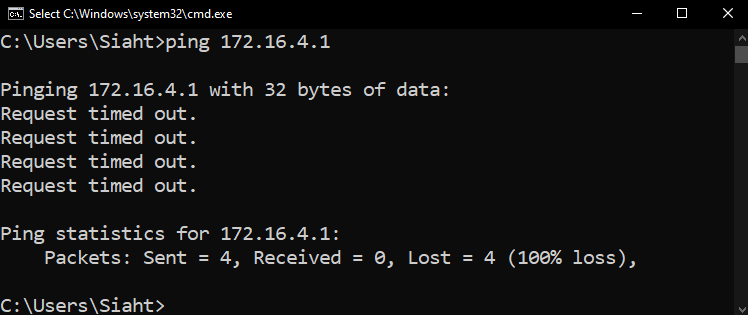 Select C:\Windows\system32\cmd.exe
C:\Users\Siaht>ping 172.16.4.1
Pinging 172.16.4.1 with 32 bytes of data:
Request timed out.
Request timed out.
Request timed out.
Request timed out.
Ping statistics for 172.16.4.1:
    Packets: Sent = 4, Received = 0, Lost = 4 (100% loss),
C:\Users\Siaht>